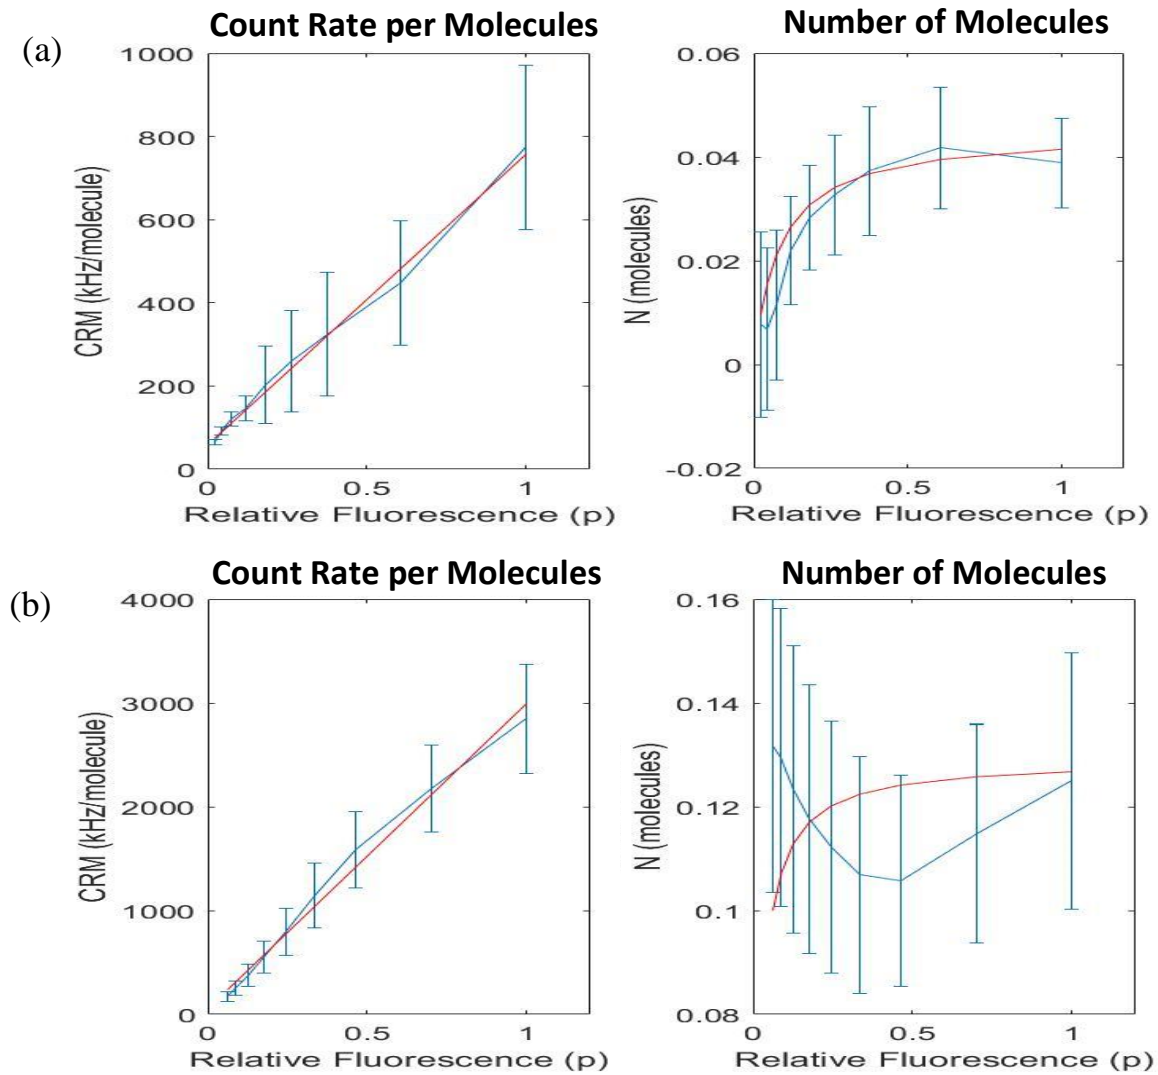 (a)
Count Rate per Molecules
CRM (kHz/molecule)
1000
800
600
400
200
0
0 0.5 1
Relative Fluorescence (p)
Number of Molecules
N (molecules)
0.06
0.04
0.02
0
-0.02
0 0.5 1
Relative Fluorescence (p)
(b)
Count Rate per Molecules
CRM (kHz/molecule)
4000
3000
2000
1000
0
0 0.5 1
Relative Fluorescence (p)
Number of Molecules
N (molecules)
0.16
0.14
0.12
0.1
0.08
0 0.5 1
Relative Fluorescence (p)